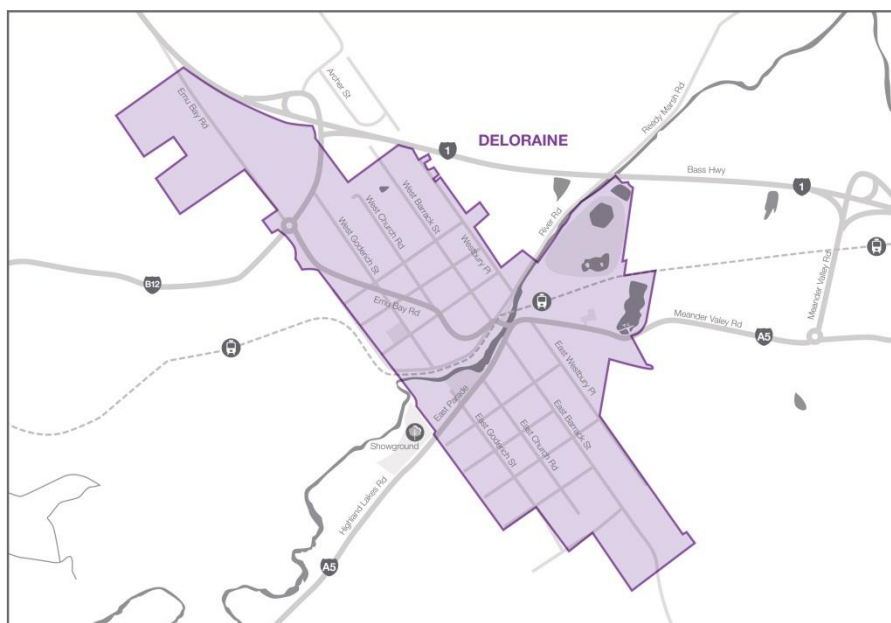 Archer St
Emu Bay Rd
1
DELORAINE
Reedy Marsh Rd
Bass Hwy
1
West Barrack St
West Church Rd
West Goderich St
Westbury Pl
River Rd
B12
Emu Bay Rd
Meander Valley Rd
Meander Valey Rd
A5
East Westbury Pl
East Parade
East Barrack St
East Church Rd
East Goderich St
Showground
Highland Lakes Rd
A5